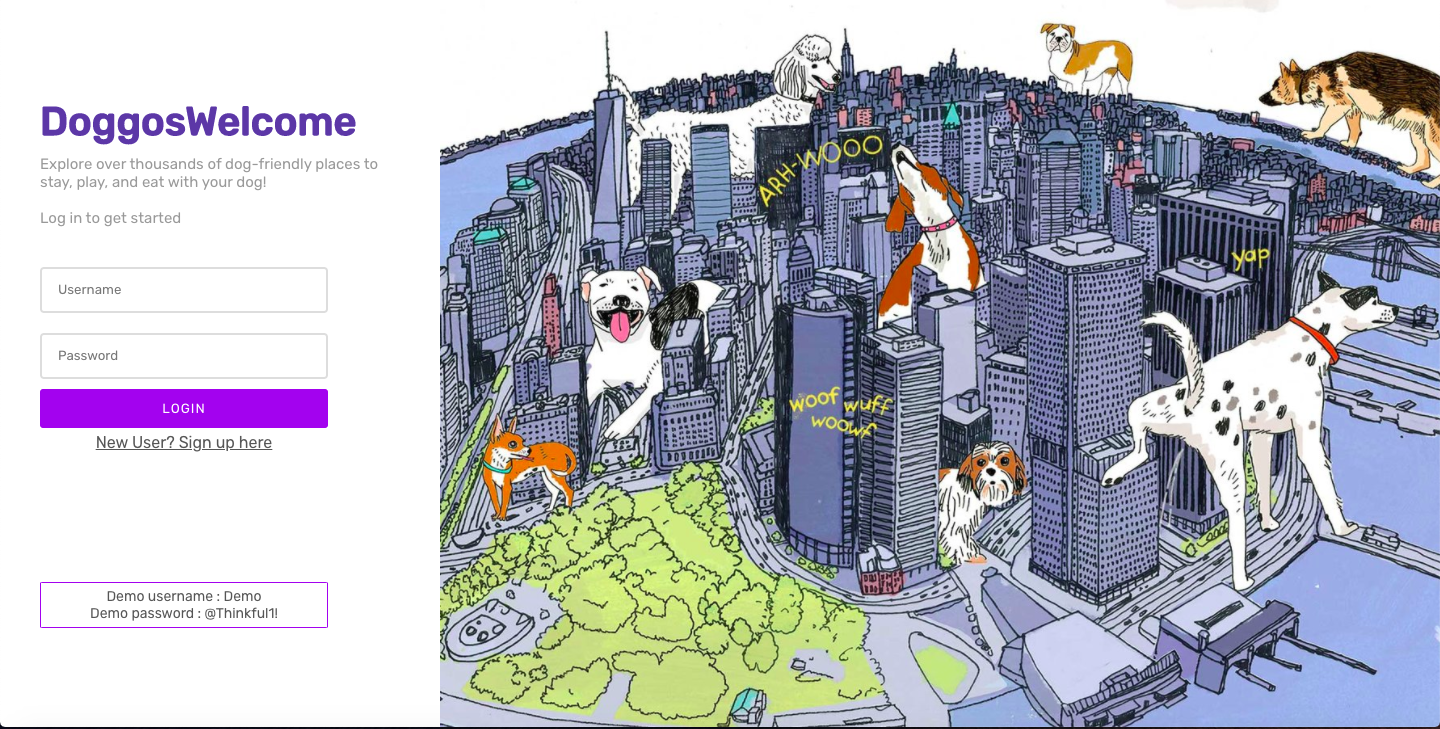 DoggosWelcome
Explore over thousands of dog-friendly places to
stay, play, and eat with your dog!
Log in to get started
Username
Password
LOGIN
New User? Sign up here
Demo username : Demo
Demo password : @Thinkful1!
ARH-WOOO
yap
woof wuff
woowf